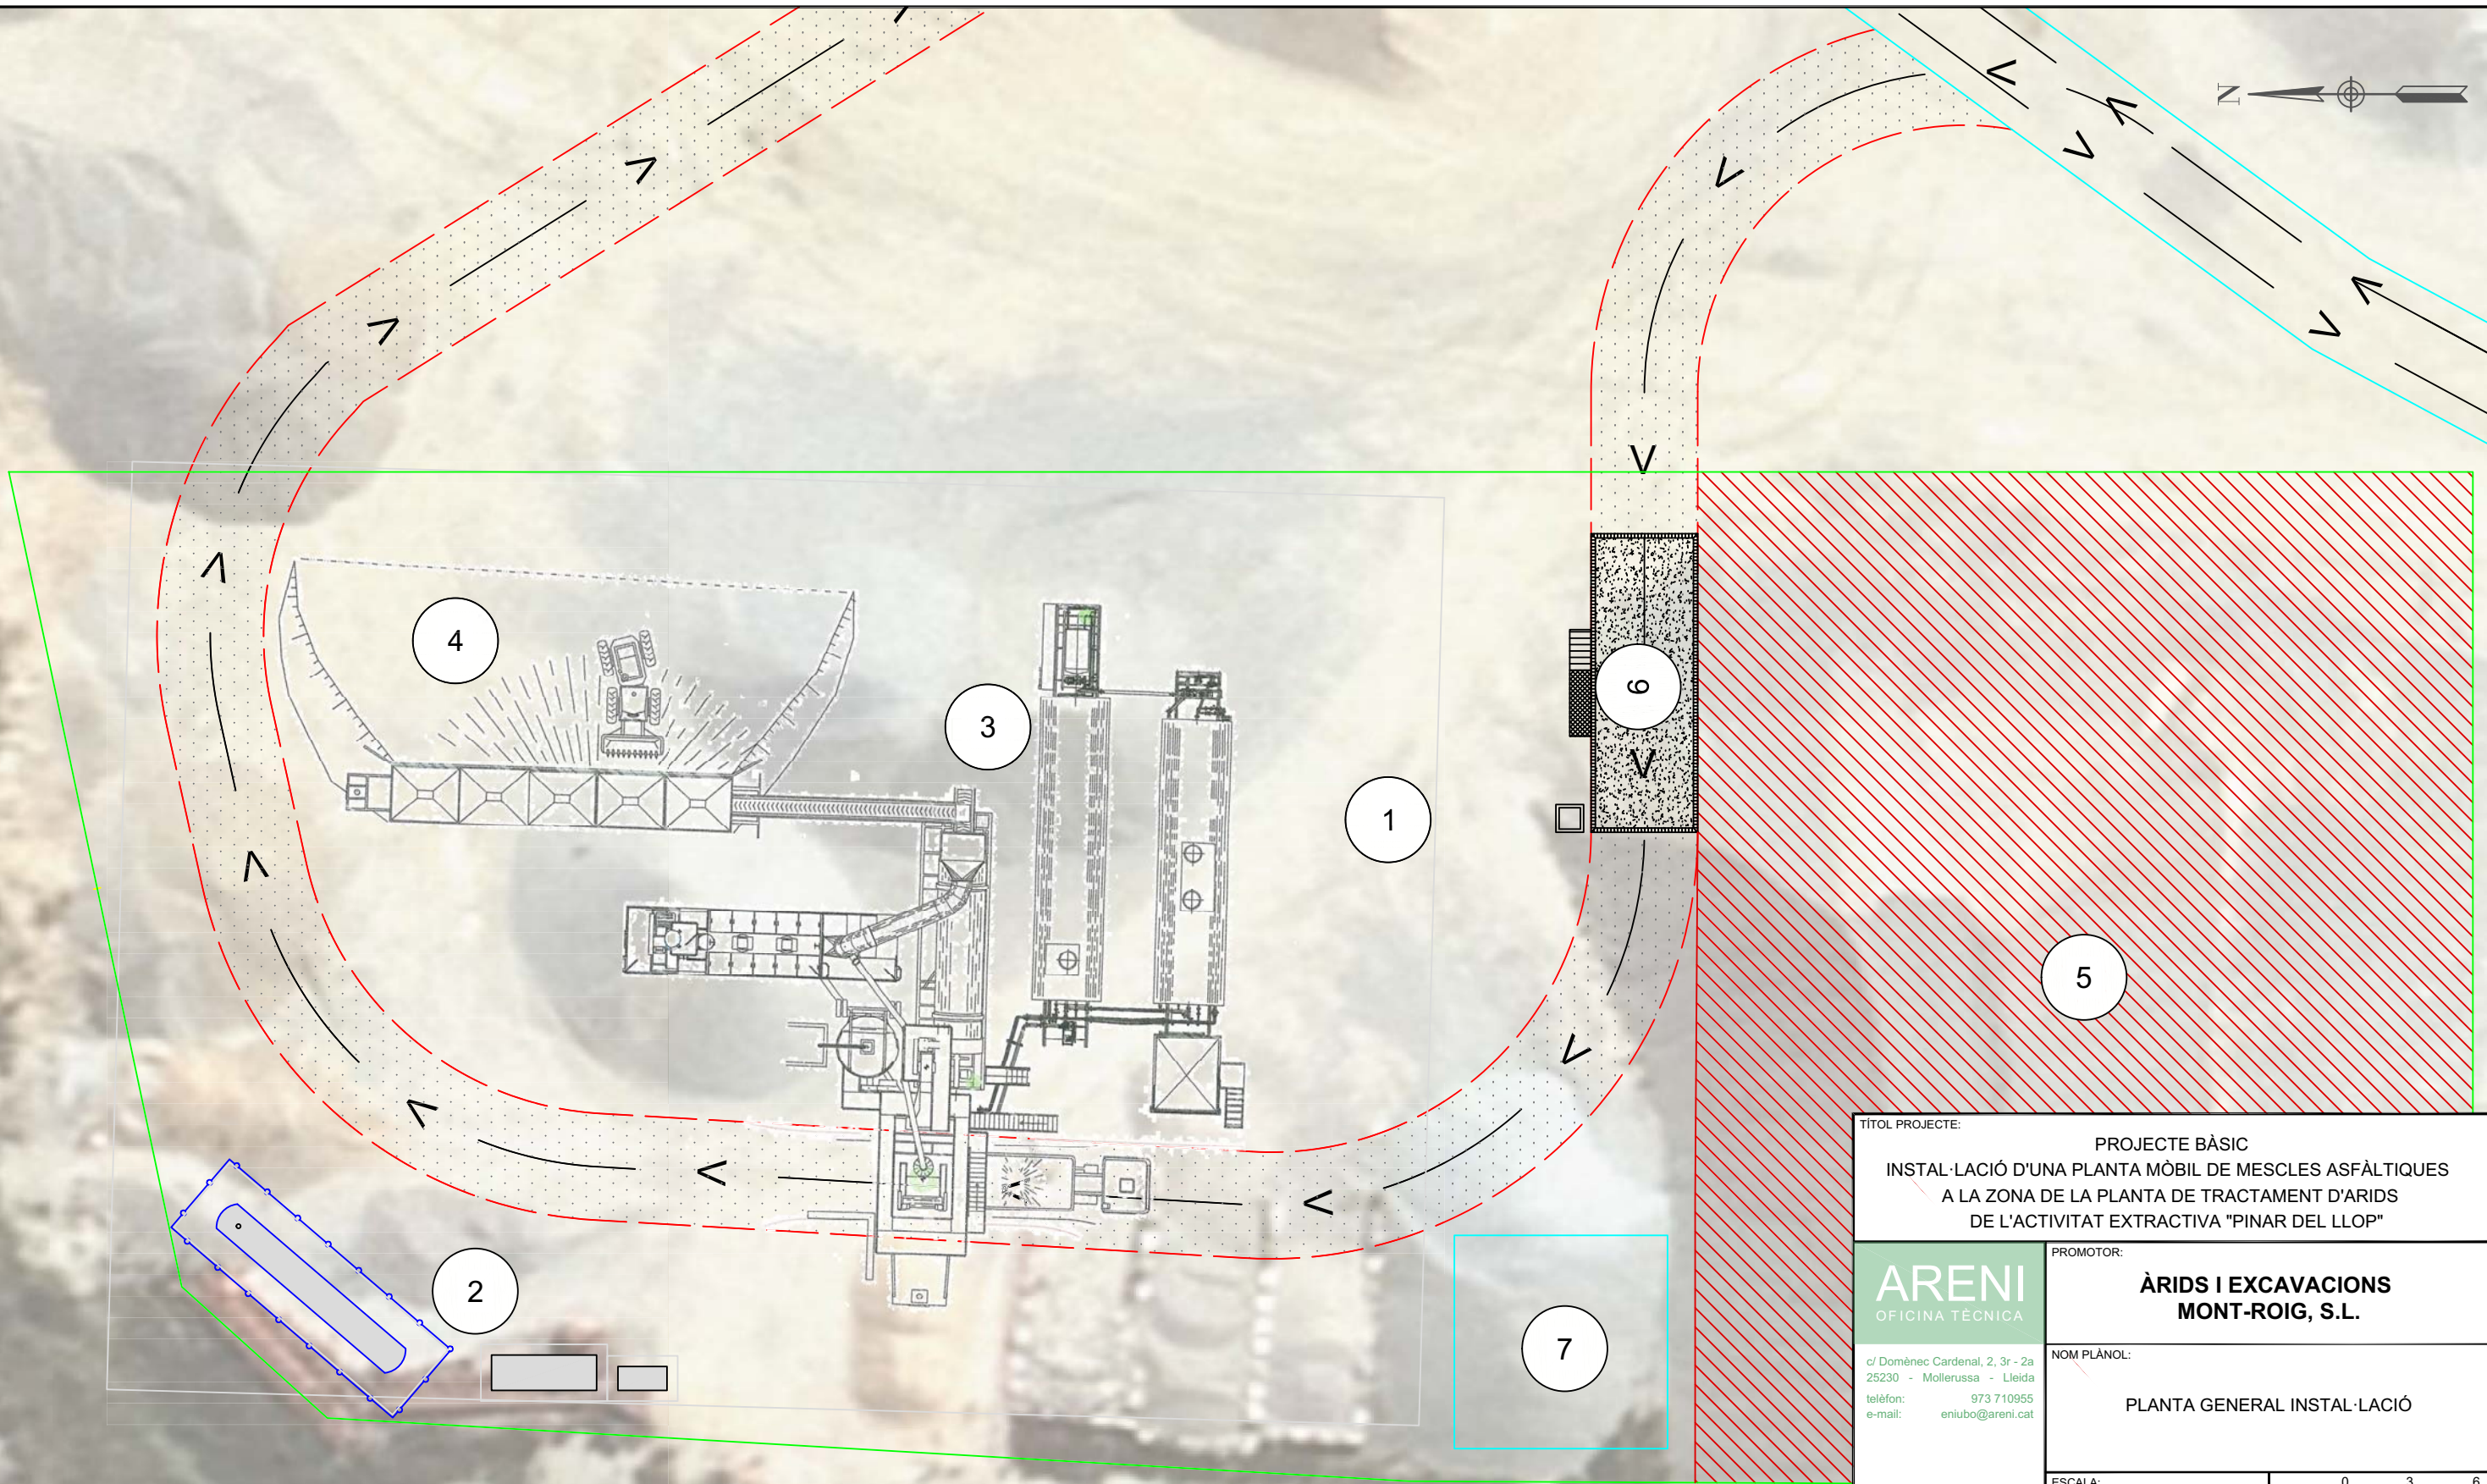 N
4
3
6
1
5
2
7
TÍTOL PROJECTE:
PROJECTE BÀSIC
INSTAL·LACIÓ D'UNA PLANTA MÒBIL DE MESCLES ASFÀLTIQUES
A LA ZONA DE LA PLANTA DE TRACTAMENT D'ARIDS
DE L'ACTIVITAT EXTRACTIVA "PINAR DEL LLOP"
ARENI
OFICINA TÈCNICA
c/ Domènec Cardenal, 2, 3r - 2a
25230 - Mollerussa - Lleida
telèfon: 973 710955
e-mail: eniubo@areni.cat
PROMOTOR:
ÀRIDS I EXCAVACIONS
MONT-ROIG, S.L.
NOM PLÀNOL:
PLANTA GENERAL INSTAL·LACIÓ
ESCALA:
0 3 6